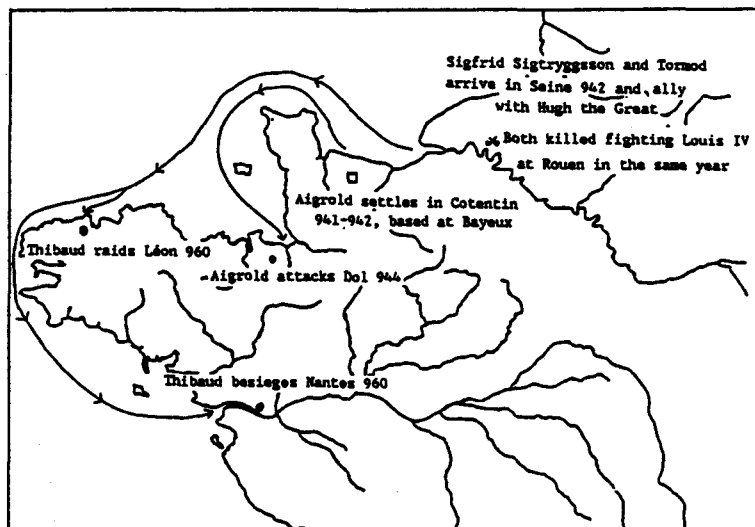 Sigfrid Sigtryggsson and Tormod
arrive in Seine 942 and ally
with Hugh the Great
Both killed fighting Louis IV
at Rouen in the same year
Aigrold settles in Cotentin
941-942, based at Bayeux
Thibaud raids Léon 960
Aigrold attacks Dol 944
Thibaud besieges Nantes 960